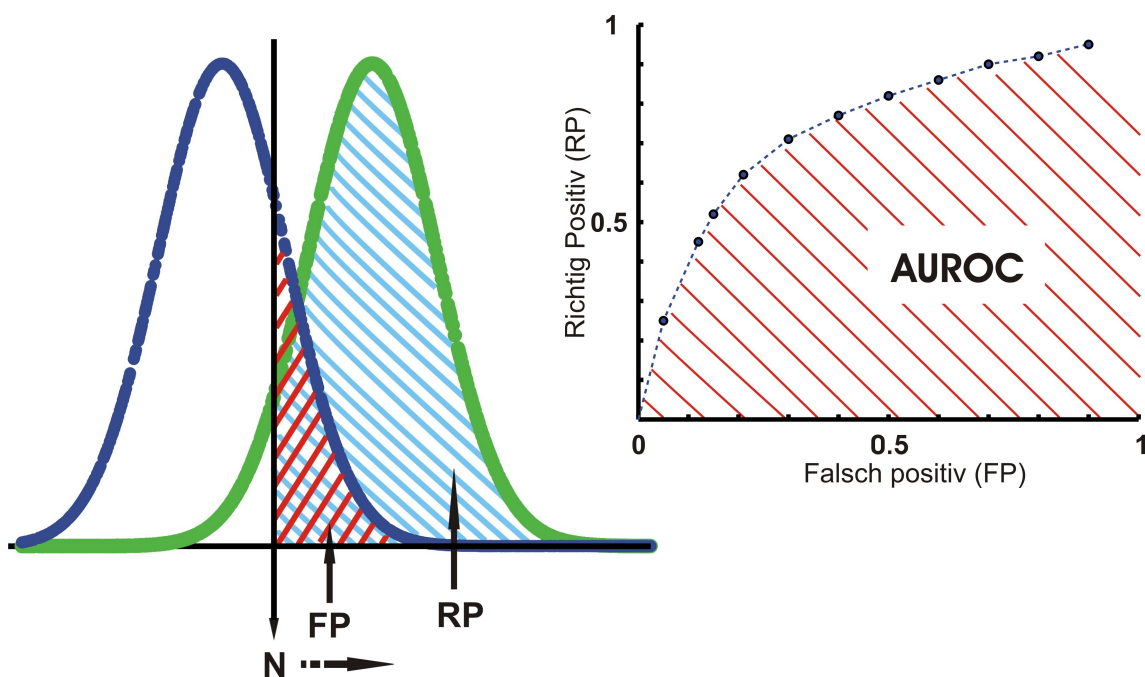 FP
RP
N
1
0.5
Richtig Positiv (RP)
AUROC
0
0.5
1
Falsch positiv (FP)